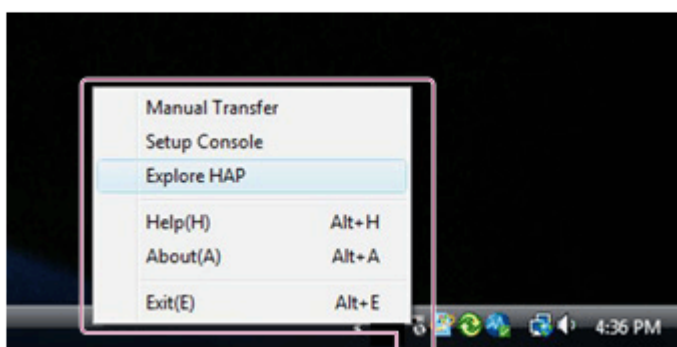 Manual Transfer
Setup Console
Explore HAP
Help(H) Alt+H
About(A) Alt+A
Exit(E) Alt+E
4:36 PM